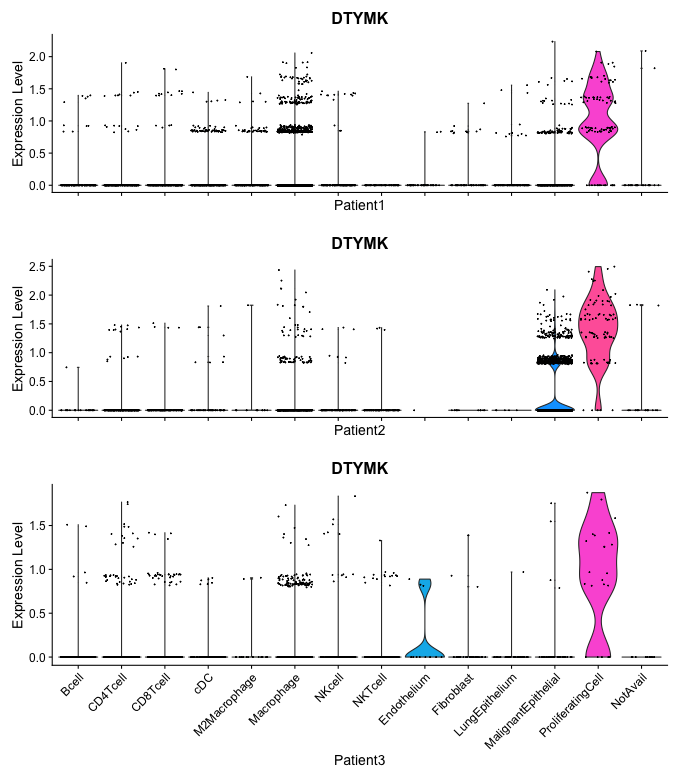 DTYMK
Expression Level
2.0
1.5
1.0
0.5
0.0
Patient1
DTYMK
Expression Level
2.5
2.0
1.5
1.0
0.5
0.0
Patient2
DTYMK
Expression Level
1.5
1.0
0.5
0.0
Bcell
CD4Tcell
CD8Tcell
cDC
M2Macrophage
Macrophage
NKcell
NKTcell
Endothelium
Fibroblast
LungEpithelium
MalignantEpithelial
ProliferatingCell
NotAvail
Patient3